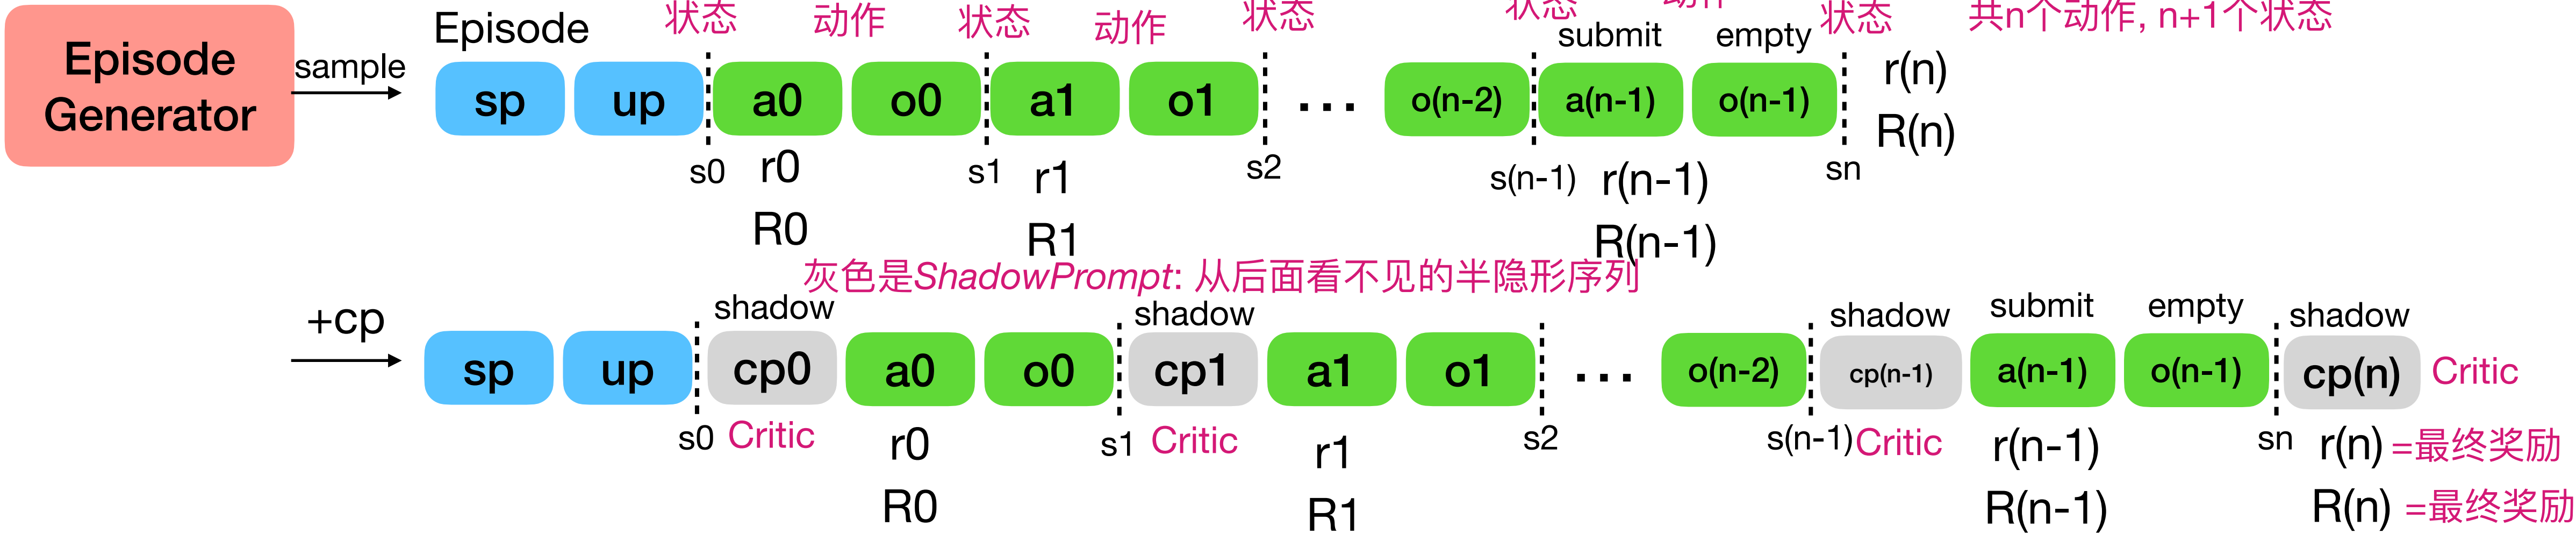 状态 动作 状态 动作 状态 状态 动作 状态 共n个动作, n+1个状态
Episode submit empty
Episode Generator
sample
sp up a0 o0 a1 o1 ... o(n-2) a(n-1) o(n-1) r(n)
R(n)
s0 r0 s1 r1 s2 s(n-1) r(n-1) sn
R0 R1 R(n-1)
灰色是ShadowPrompt: 从后面看不见的半隐形序列
+cp
shadow shadow shadow submit empty shadow
sp up cp0 a0 o0 cp1 a1 o1 ... o(n-2) cp(n-1) a(n-1) o(n-1) cp(n) Critic
s0 Critic r0 s1 Critic r1 s2 s(n-1) Critic r(n-1) sn r(n) =最终奖励
R0 R1 R(n-1) R(n) =最终奖励